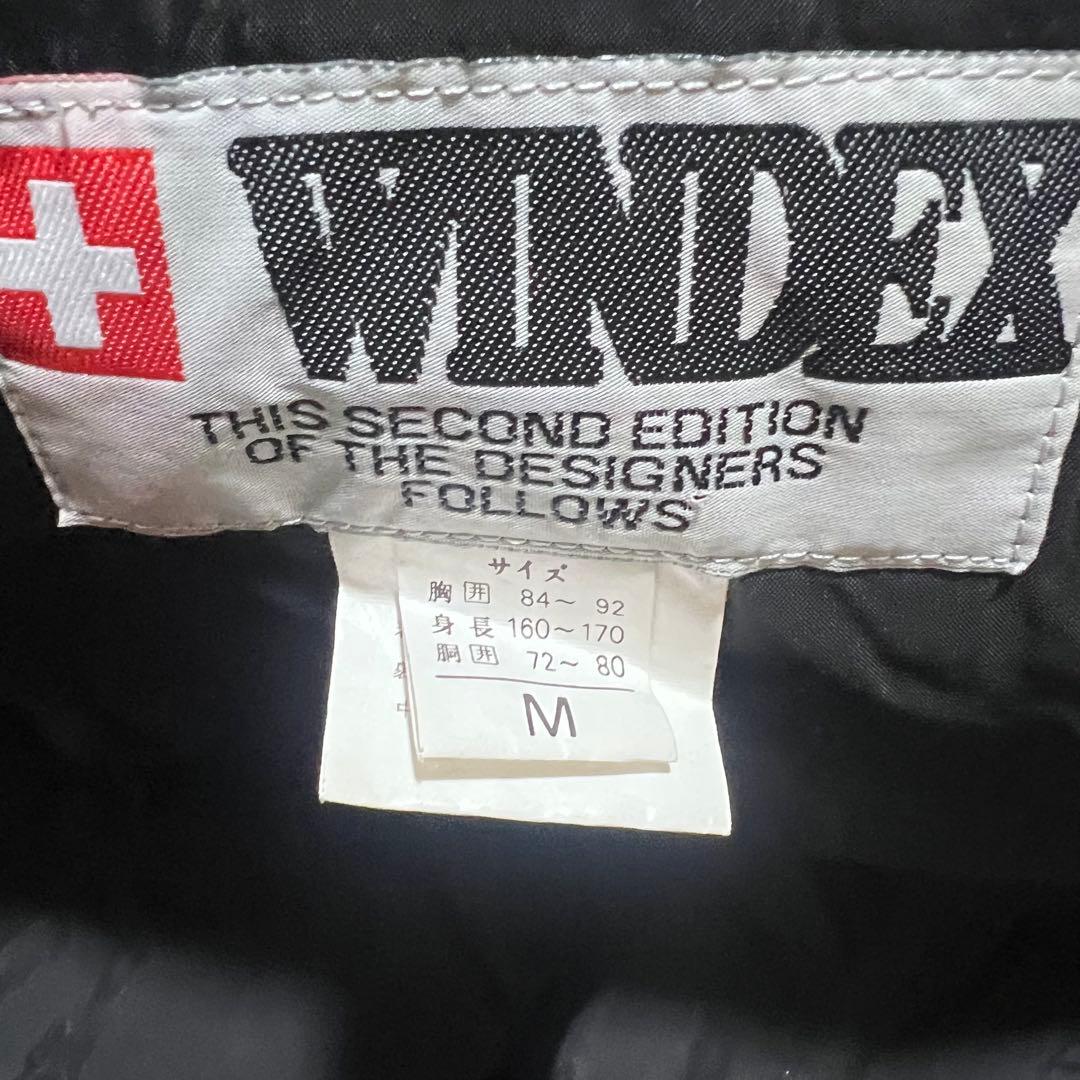 WINDEX
THIS SECOND EDITION
OF THE DESIGNERS
FOLLOWS
サイズ
胸囲 84～ 92
身長 160～170
胴囲 72～ 80
M